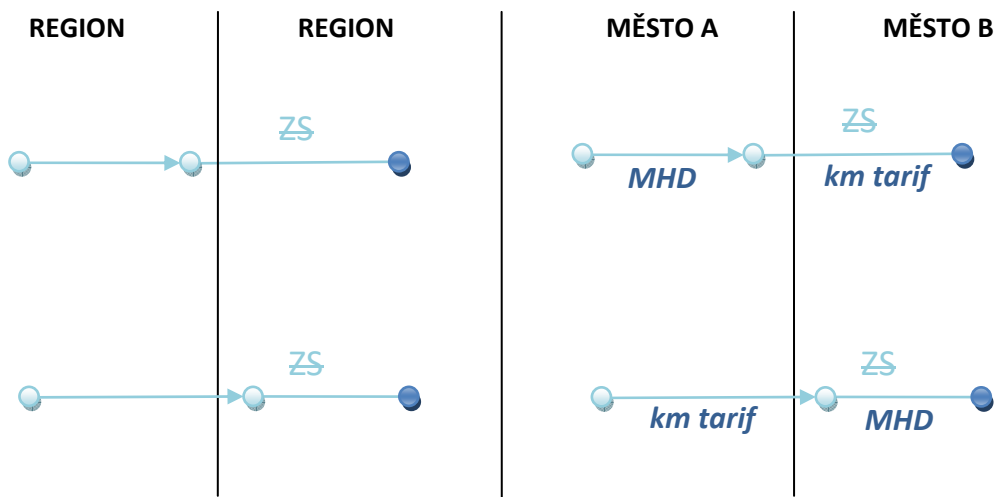 REGION REGION MĚSTO A MĚSTO B
ZS ZS
MHD km tarif
ZS ZS
km tarif MHD